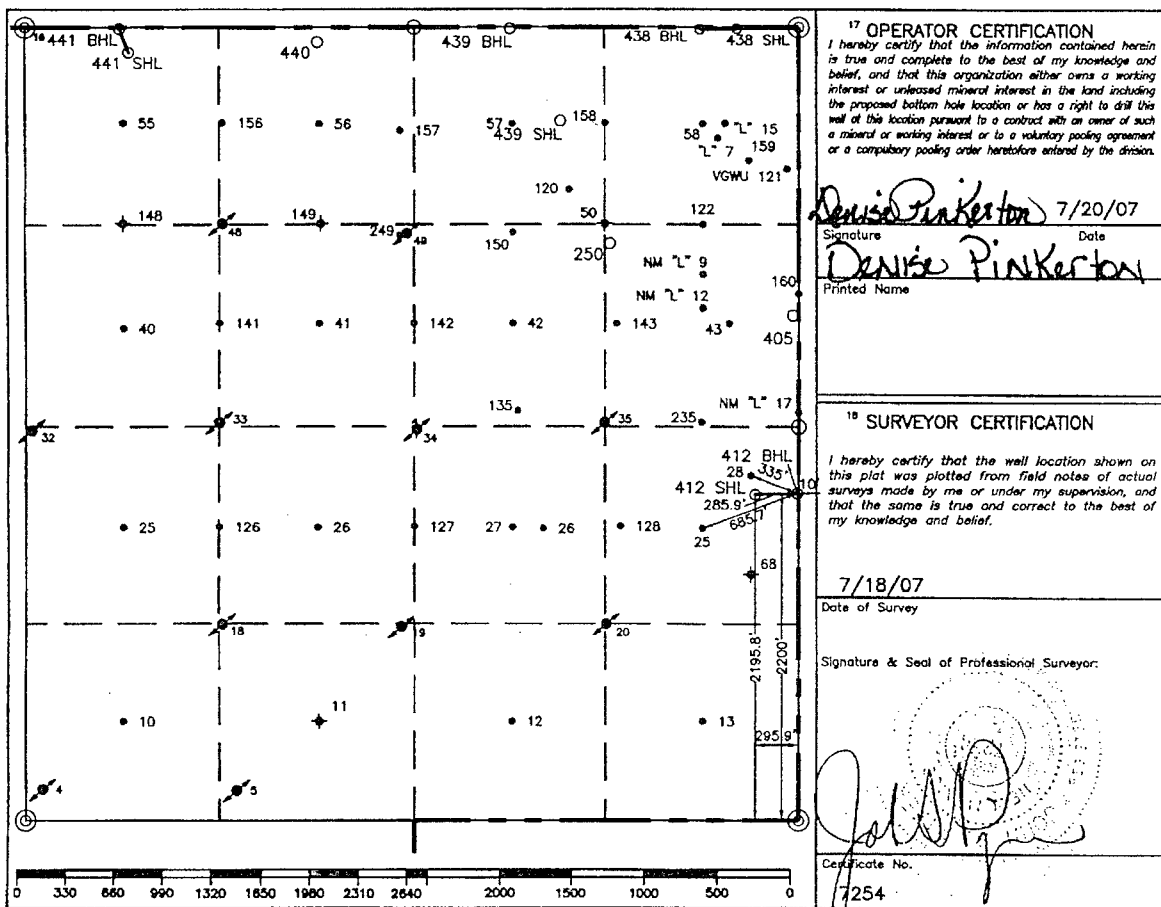 16 441 BHL
441 SHL
440
439 BHL
438 BHL
438 SHL
55
156
56
157
57
439 SHL
158
58
"L" 15
"L" 7
159
VGWU 121
120
148
48
149
249
49
150
50
250
122
NM "L" 9
NM "L" 12
160
40
141
41
142
42
143
43
405
135
NM "L" 17
32
33
34
35
235
412 BHL
28
335'
10
412 SHL
285.9'
685.7'
25
126
26
127
27
26
128
25
68
18
19
20
2195.8'
2200'
10
11
12
13
295.9'
4
5
0 330 660 990 1320 1650 1980 2310 2640 2000 1500 1000 500 0
17 OPERATOR CERTIFICATION
I hereby certify that the information contained herein
is true and complete to the best of my knowledge and
belief, and that this organization either owns a working
interest or unleased mineral interest in the land including
the proposed bottom hole location or has a right to drill this
well at this location pursuant to a contract with an owner of such
a mineral or working interest or to a voluntary pooling agreement
or a compulsory pooling order heretofore entered by the division.
Denise Pinkerton 7/20/07
Signature Date
Denise Pinkerton
Printed Name
18 SURVEYOR CERTIFICATION
I hereby certify that the well location shown on
this plat was plotted from field notes of actual
surveys made by me or under my supervision, and
that the same is true and correct to the best of
my knowledge and belief.
7/18/07
Date of Survey
Signature & Seal of Professional Surveyor:
Certificate No.
7254